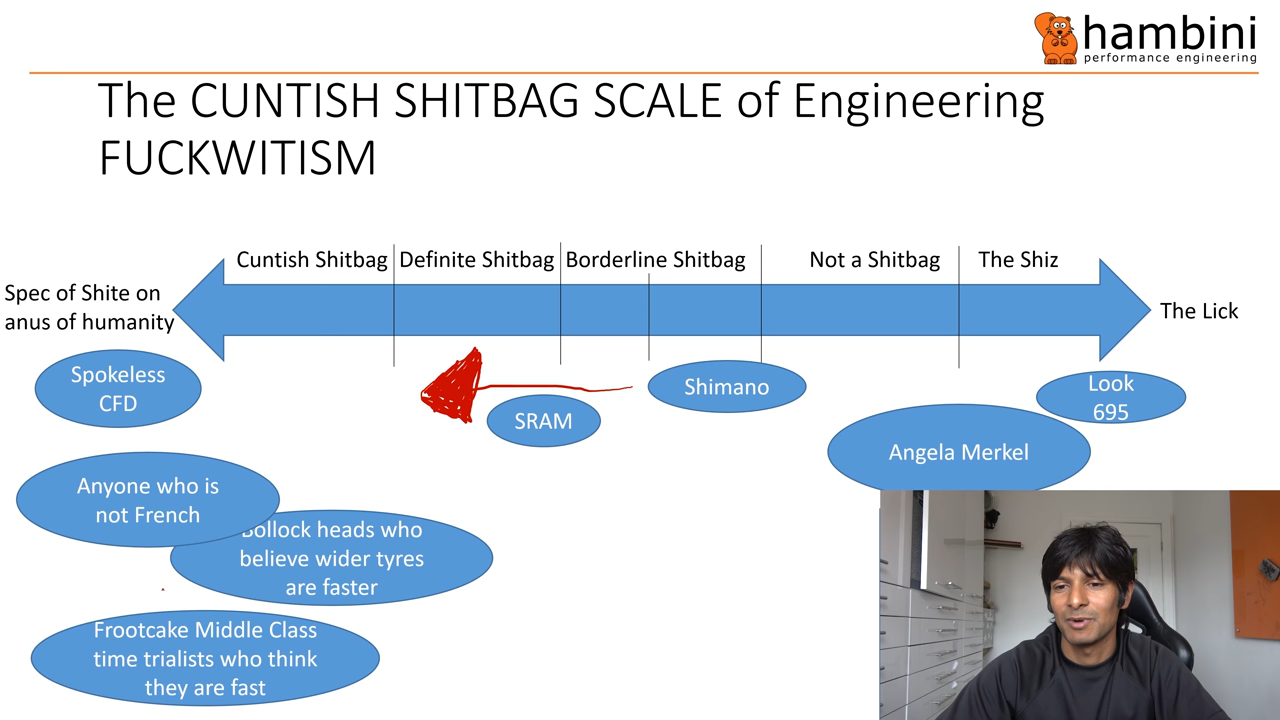 hambini
performance engineering
The CUNTISH SHITBAG SCALE of Engineering
FUCKWITISM
Cuntish Shitbag
Definite Shitbag
Borderline Shitbag
Not a Shitbag
The Shiz
Spec of Shite on
anus of humanity
The Lick
Spokeless
CFD
SRAM
Shimano
Look
695
Angela Merkel
Anyone who is
not French
Bollock heads who
believe wider tyres
are faster
Frootcake Middle Class
time trialists who think
they are fast